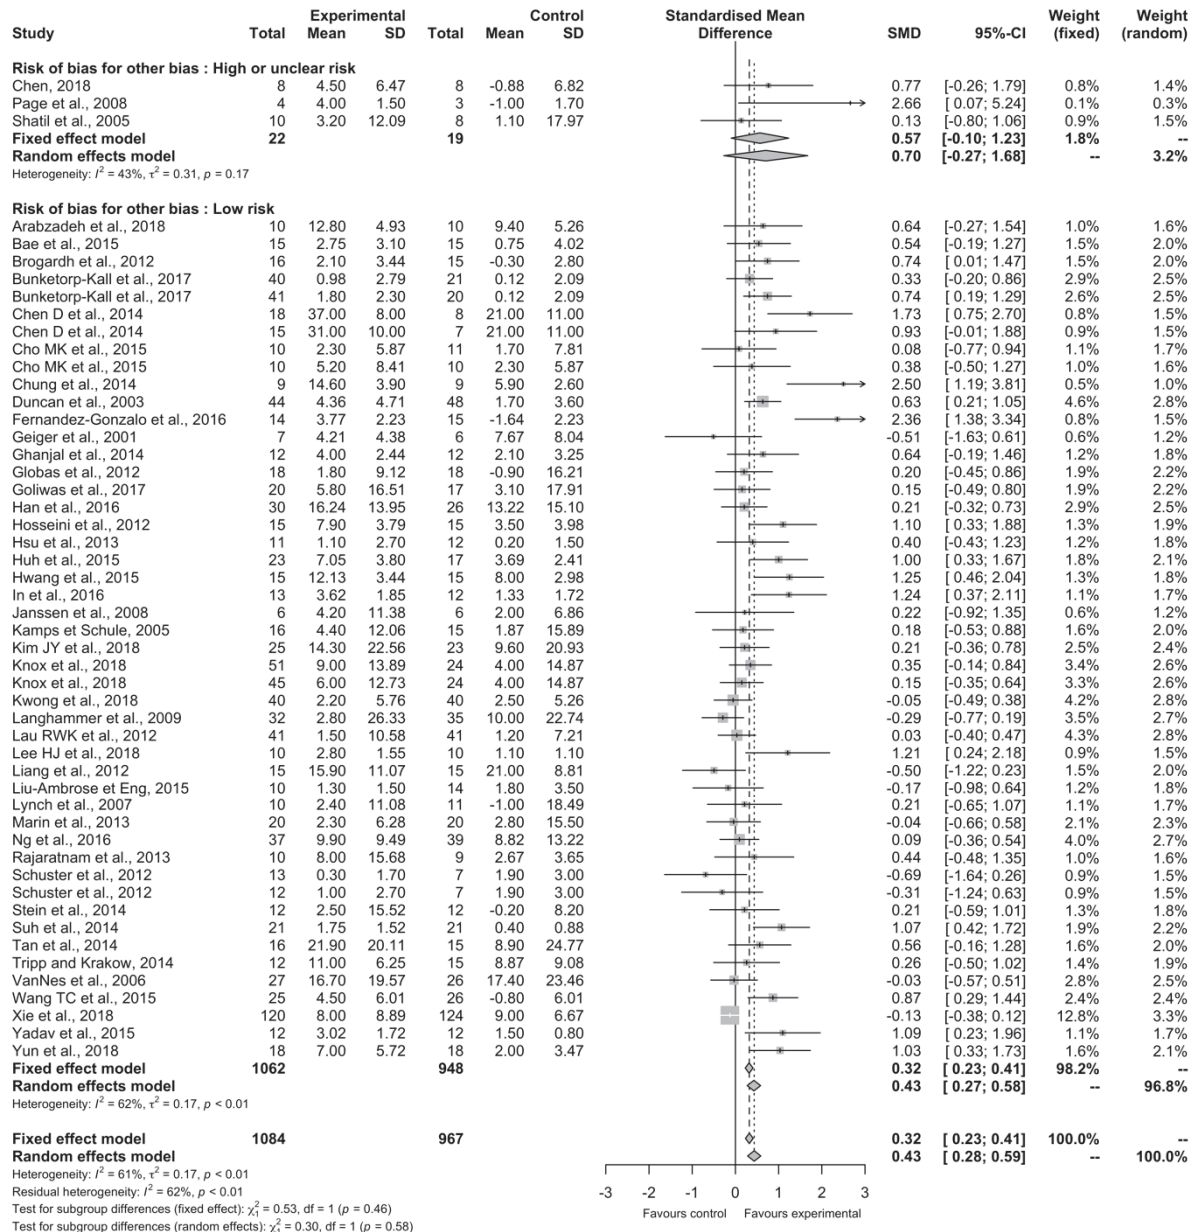 Experimental Control Standardised Mean Weight Weight
Study Total Mean SD Total Mean SD Difference SMD 95%-CI (fixed) (random)
Risk of bias for other bias : High or unclear risk
Chen, 2018 8 4.50 6.47 8 -0.88 6.82 0.77 [-0.26; 1.79] 0.8% 1.4%
Page et al., 2008 4 4.00 1.50 3 -1.00 1.70 2.66 [ 0.07; 5.24] 0.1% 0.3%
Shatil et al., 2005 10 3.20 12.09 8 1.10 17.97 0.13 [-0.80; 1.06] 0.9% 1.5%
Fixed effect model 22 19 0.57 [-0.10; 1.23] 1.8% --
Random effects model 0.70 [-0.27; 1.68] -- 3.2%
Heterogeneity: I² = 43%, τ² = 0.31, p = 0.17
Risk of bias for other bias : Low risk
Arabzadeh et al., 2018 10 12.80 4.93 10 9.40 5.26 0.64 [-0.27; 1.54] 1.0% 1.6%
Bae et al., 2015 15 2.75 3.10 15 0.75 4.02 0.54 [-0.19; 1.27] 1.5% 2.0%
Brogardh et al., 2012 16 2.10 3.44 15 -0.30 2.80 0.74 [ 0.01; 1.47] 1.5% 2.0%
Bunketorp-Kall et al., 2017 40 0.98 2.79 21 0.12 2.09 0.33 [-0.20; 0.86] 2.9% 2.5%
Bunketorp-Kall et al., 2017 41 1.80 2.30 20 0.12 2.09 0.74 [ 0.19; 1.29] 2.6% 2.5%
Chen D et al., 2014 18 37.00 8.00 8 21.00 11.00 1.73 [ 0.75; 2.70] 0.8% 1.5%
Chen D et al., 2014 15 31.00 10.00 7 21.00 11.00 0.93 [-0.01; 1.88] 0.9% 1.5%
Cho MK et al., 2015 10 2.30 5.87 11 1.70 7.81 0.08 [-0.77; 0.94] 1.1% 1.7%
Cho MK et al., 2015 10 5.20 8.41 10 2.30 5.87 0.38 [-0.50; 1.27] 1.0% 1.6%
Chung et al., 2014 9 14.60 3.90 9 5.90 2.60 2.50 [ 1.19; 3.81] 0.5% 1.0%
Duncan et al., 2003 44 4.36 4.71 48 1.70 3.60 0.63 [ 0.21; 1.05] 4.6% 2.8%
Fernandez-Gonzalo et al., 2016 14 3.77 2.23 15 -1.64 2.23 2.36 [ 1.38; 3.34] 0.8% 1.5%
Geiger et al., 2001 7 4.21 4.38 6 7.67 8.04 -0.51 [-1.63; 0.61] 0.6% 1.2%
Ghanjal et al., 2014 12 4.00 2.44 12 2.10 3.25 0.64 [-0.19; 1.46] 1.2% 1.8%
Globas et al., 2012 18 1.80 9.12 18 -0.90 16.21 0.20 [-0.45; 0.86] 1.9% 2.2%
Goliwas et al., 2017 20 5.80 16.51 17 3.10 17.91 0.15 [-0.49; 0.80] 1.9% 2.2%
Han et al., 2016 30 16.24 13.95 26 13.22 15.10 0.21 [-0.32; 0.73] 2.9% 2.5%
Hosseini et al., 2012 15 7.90 3.79 15 3.50 3.98 1.10 [ 0.33; 1.88] 1.3% 1.9%
Hsu et al., 2013 11 1.10 2.70 12 0.20 1.50 0.40 [-0.43; 1.23] 1.2% 1.8%
Huh et al., 2015 23 7.05 3.80 17 3.69 2.41 1.00 [ 0.33; 1.67] 1.8% 2.1%
Hwang et al., 2015 15 12.13 3.44 15 8.00 2.98 1.25 [ 0.46; 2.04] 1.3% 1.8%
In et al., 2016 13 3.62 1.85 12 1.33 1.72 1.24 [ 0.37; 2.11] 1.1% 1.7%
Janssen et al., 2008 6 4.20 11.38 6 2.00 6.86 0.22 [-0.92; 1.35] 0.6% 1.2%
Kamps et Schule, 2005 16 4.40 12.06 15 1.87 15.89 0.18 [-0.53; 0.88] 1.6% 2.0%
Kim JY et al., 2018 25 14.30 22.56 23 9.60 20.93 0.21 [-0.36; 0.78] 2.5% 2.4%
Knox et al., 2018 51 9.00 13.89 24 4.00 14.87 0.35 [-0.14; 0.84] 3.4% 2.6%
Knox et al., 2018 45 6.00 12.73 24 4.00 14.87 0.15 [-0.35; 0.64] 3.3% 2.6%
Kwong et al., 2018 40 2.20 5.76 40 2.50 5.26 -0.05 [-0.49; 0.38] 4.2% 2.8%
Langhammer et al., 2009 32 2.80 26.33 35 10.00 22.74 -0.29 [-0.77; 0.19] 3.5% 2.7%
Lau RWK et al., 2012 41 1.50 10.58 41 1.20 7.21 0.03 [-0.40; 0.47] 4.3% 2.8%
Lee HJ et al., 2018 10 2.80 1.55 10 1.10 1.10 1.21 [ 0.24; 2.18] 0.9% 1.5%
Liang et al., 2012 15 15.90 11.07 15 21.00 8.81 -0.50 [-1.22; 0.23] 1.5% 2.0%
Liu-Ambrose et Eng, 2015 10 1.30 1.50 14 1.80 3.50 -0.17 [-0.98; 0.64] 1.2% 1.8%
Lynch et al., 2007 10 2.40 11.08 11 -1.00 18.49 0.21 [-0.65; 1.07] 1.1% 1.7%
Marin et al., 2013 20 2.30 6.28 20 2.80 15.50 -0.04 [-0.66; 0.58] 2.1% 2.3%
Ng et al., 2016 37 9.90 9.49 39 8.82 13.22 0.09 [-0.36; 0.54] 4.0% 2.7%
Rajaratnam et al., 2013 10 8.00 15.68 9 2.67 3.65 0.44 [-0.48; 1.35] 1.0% 1.6%
Schuster et al., 2012 13 0.30 1.70 7 1.90 3.00 -0.69 [-1.64; 0.26] 0.9% 1.5%
Schuster et al., 2012 12 1.00 2.70 7 1.90 3.00 -0.31 [-1.24; 0.63] 0.9% 1.5%
Stein et al., 2014 12 2.50 15.52 12 -0.20 8.20 0.21 [-0.59; 1.01] 1.3% 1.8%
Suh et al., 2014 21 1.75 1.52 21 0.40 0.88 1.07 [ 0.42; 1.72] 1.9% 2.2%
Tan et al., 2014 16 21.90 20.11 15 8.90 24.77 0.56 [-0.16; 1.28] 1.6% 2.0%
Tripp and Krakow, 2014 12 11.00 6.25 15 8.87 9.08 0.26 [-0.50; 1.02] 1.4% 1.9%
VanNes et al., 2006 27 16.70 19.57 26 17.40 23.46 -0.03 [-0.57; 0.51] 2.8% 2.5%
Wang TC et al., 2015 25 4.50 6.01 26 -0.80 6.01 0.87 [ 0.29; 1.44] 2.4% 2.4%
Xie et al., 2018 120 8.00 8.89 124 9.00 6.67 -0.13 [-0.38; 0.12] 12.8% 3.3%
Yadav et al., 2015 12 3.02 1.72 12 1.50 0.80 1.09 [ 0.23; 1.96] 1.1% 1.7%
Yun et al., 2018 18 7.00 5.72 18 2.00 3.47 1.03 [ 0.33; 1.73] 1.6% 2.1%
Fixed effect model 1062 948 0.32 [ 0.23; 0.41] 98.2% --
Random effects model 0.43 [ 0.27; 0.58] -- 96.8%
Heterogeneity: I² = 62%, τ² = 0.17, p < 0.01
Fixed effect model 1084 967 0.32 [ 0.23; 0.41] 100.0% --
Random effects model 0.43 [ 0.28; 0.59] -- 100.0%
Heterogeneity: I² = 61%, τ² = 0.17, p < 0.01
Residual heterogeneity: I² = 62%, p < 0.01
-3 -2 -1 0 1 2 3
Test for subgroup differences (fixed effect): χ²₁ = 0.53, df = 1 (p = 0.46)
Favours control Favours experimental
Test for subgroup differences (random effects): χ²₁ = 0.30, df = 1 (p = 0.58)